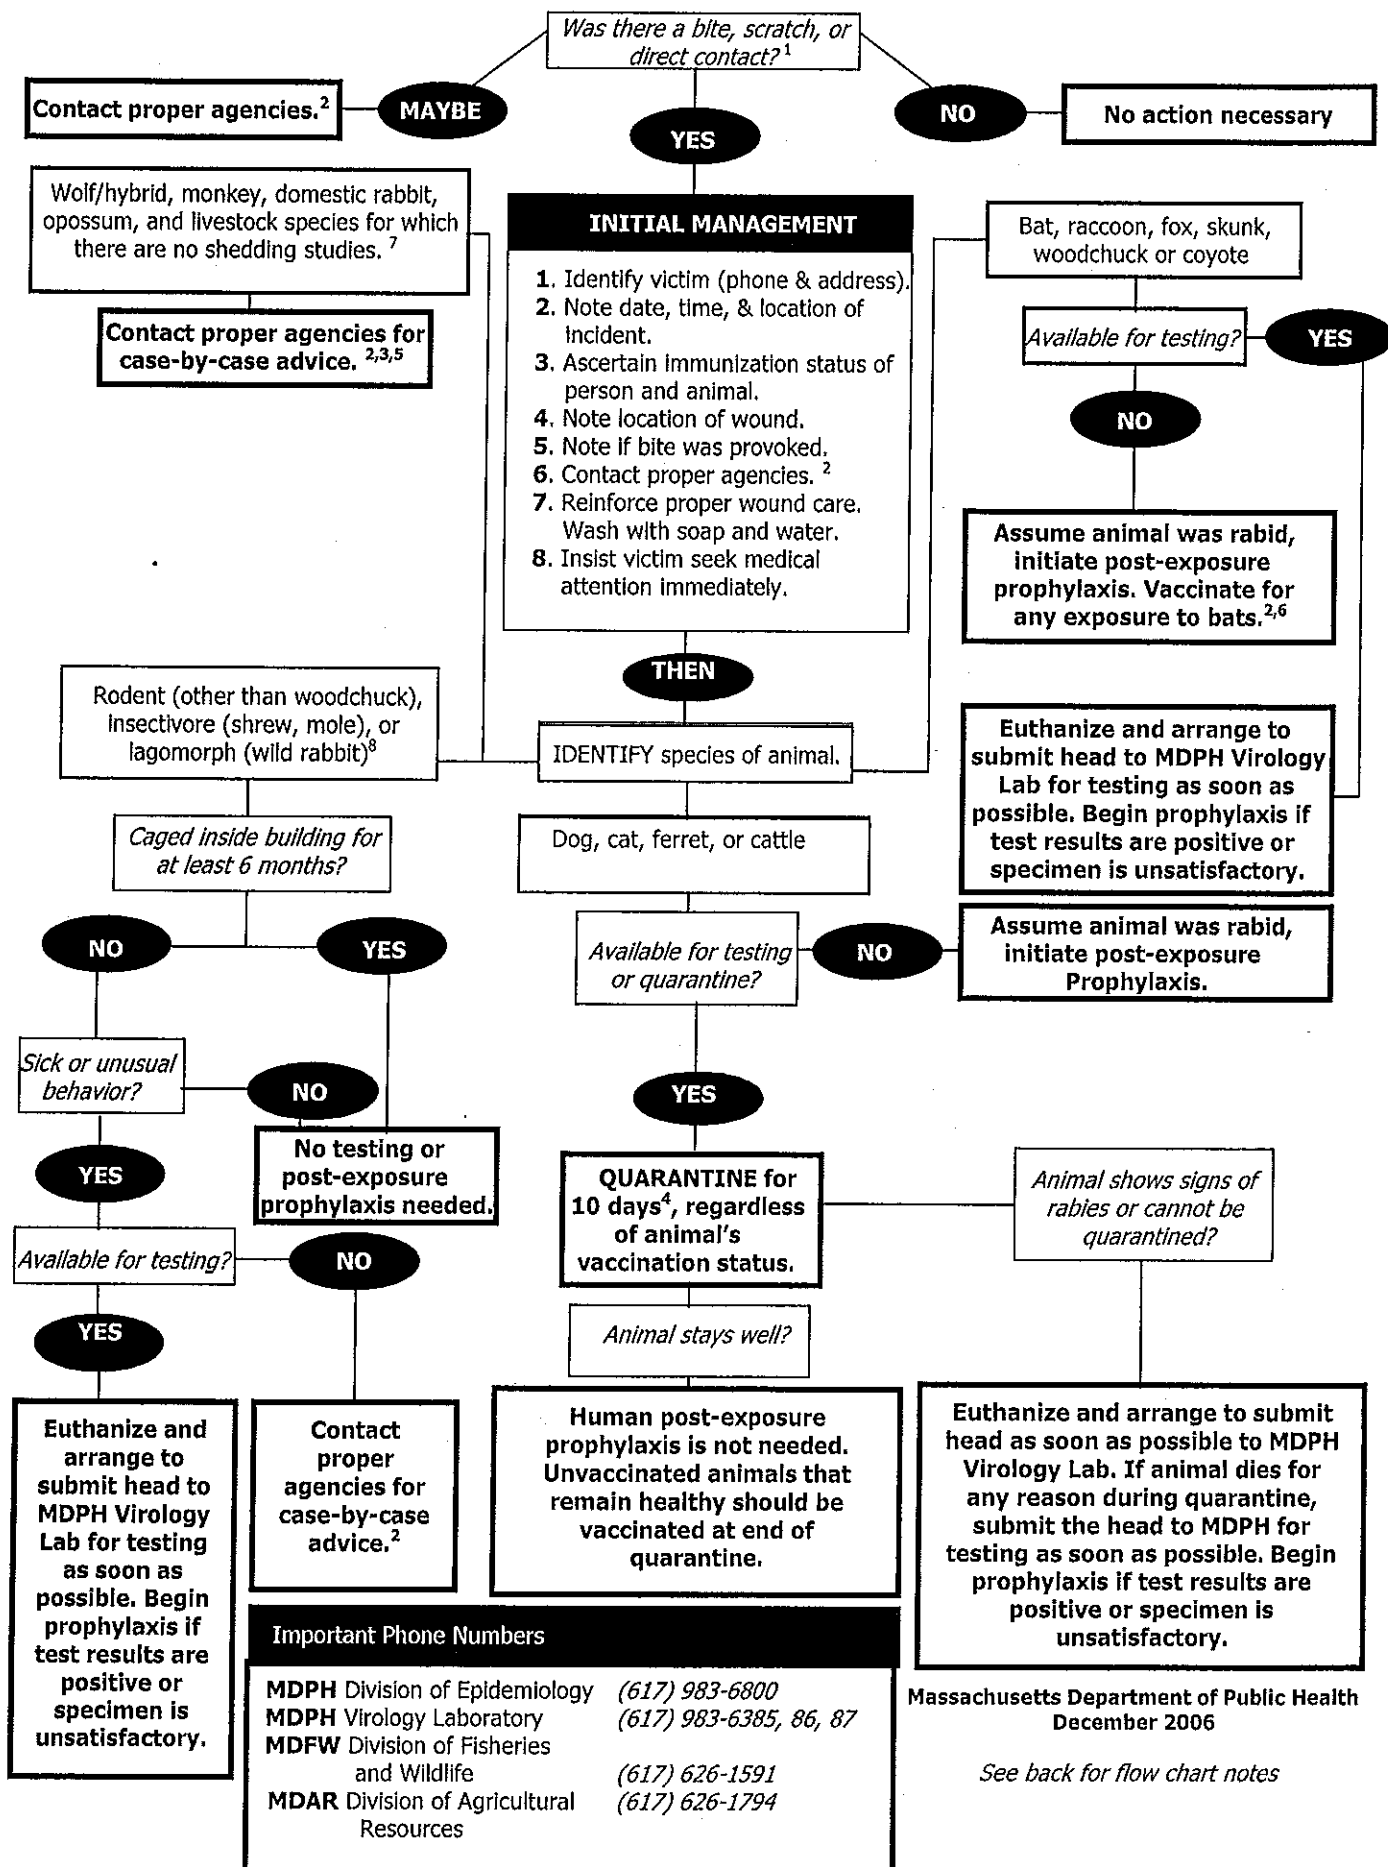 Was there a bite, scratch, or
direct contact?1
MAYBE
Contact proper agencies.2
NO
No action necessary
YES
Wolf/hybrid, monkey, domestic rabbit,
opossum, and livestock species for which
there are no shedding studies. 7
Contact proper agencies for
case-by-case advice. 2,3,5
INITIAL MANAGEMENT
1. Identify victim (phone & address).
2. Note date, time, & location of
incident.
3. Ascertain immunization status of
person and animal.
4. Note location of wound.
5. Note if bite was provoked.
6. Contact proper agencies. 2
7. Reinforce proper wound care.
Wash with soap and water.
8. Insist victim seek medical
attention immediately.
Bat, raccoon, fox, skunk,
woodchuck or coyote
Available for testing?
YES
NO
Assume animal was rabid,
initiate post-exposure
prophylaxis. Vaccinate for
any exposure to bats.2,6
THEN
Rodent (other than woodchuck),
insectivore (shrew, mole), or
lagomorph (wild rabbit)8
IDENTIFY species of animal.
Euthanize and arrange to
submit head to MDPH Virology
Lab for testing as soon as
possible. Begin prophylaxis if
test results are positive or
specimen is unsatisfactory.
Caged inside building for
at least 6 months?
Dog, cat, ferret, or cattle
NO
YES
Available for testing
or quarantine?
NO
Assume animal was rabid,
initiate post-exposure
Prophylaxis.
Sick or unusual
behavior?
NO
YES
YES
No testing or
post-exposure
prophylaxis needed.
QUARANTINE for
10 days4, regardless
of animal's
vaccination status.
Animal shows signs of
rabies or cannot be
quarantined?
Available for testing?
NO
YES
Animal stays well?
Euthanize and
arrange to
submit head to
MDPH Virology
Lab for testing
as soon as
possible. Begin
prophylaxis if
test results are
positive or
specimen is
unsatisfactory.
Contact
proper
agencies for
case-by-case
advice.2
Human post-exposure
prophylaxis is not needed.
Unvaccinated animals that
remain healthy should be
vaccinated at end of
quarantine.
Euthanize and arrange to submit
head as soon as possible to MDPH
Virology Lab. If animal dies for
any reason during quarantine,
submit the head to MDPH for
testing as soon as possible. Begin
prophylaxis if test results are
positive or specimen is
unsatisfactory.
Important Phone Numbers
MDPH Division of Epidemiology (617) 983-6800
MDPH Virology Laboratory (617) 983-6385, 86, 87
MDFW Division of Fisheries
and Wildlife (617) 626-1591
MDAR Division of Agricultural (617) 626-1794
Resources
Massachusetts Department of Public Health
December 2006
See back for flow chart notes